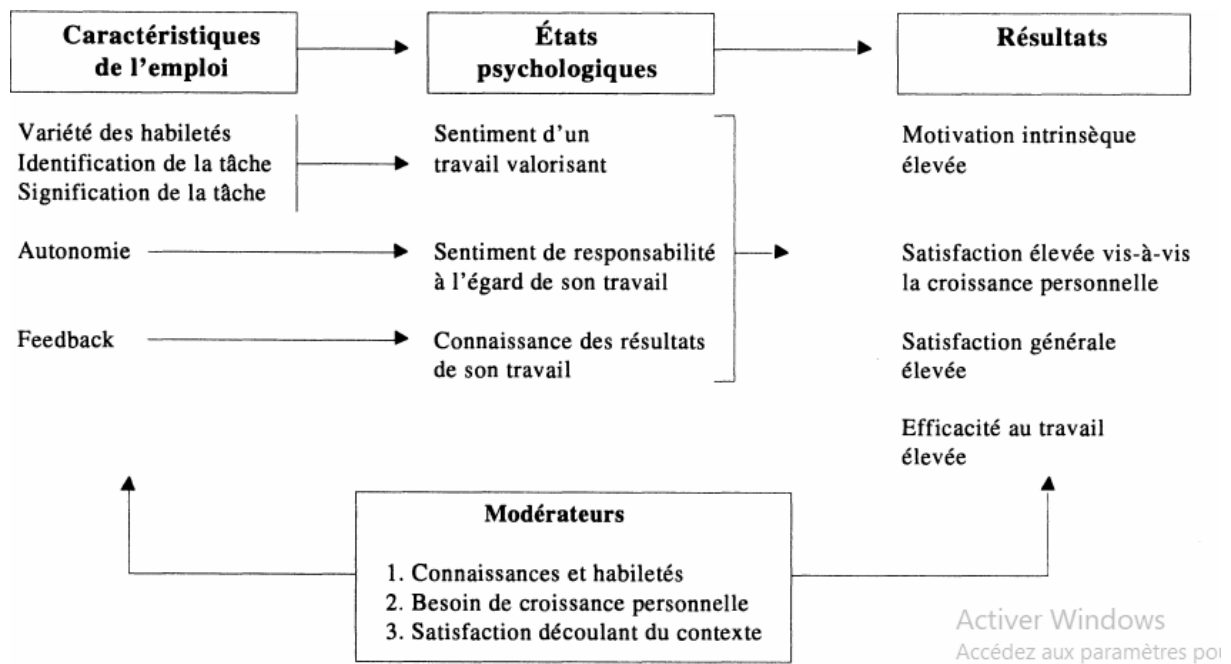 Caractéristiques
de l'emploi
États
psychologiques
Résultats
Variété des habiletés
Identification de la tâche
Signification de la tâche
Sentiment d'un
travail valorisant
Motivation intrinsèque
élevée
Autonomie
Sentiment de responsabilité
à l'égard de son travail
Satisfaction élevée vis-à-vis
la croissance personnelle
Feedback
Connaissance des résultats
de son travail
Satisfaction générale
élevée
Efficacité au travail
élevée
Modérateurs
1. Connaissances et habiletés
2. Besoin de croissance personnelle
3. Satisfaction découlant du contexte
Activer Windows
Accédez aux paramètres po